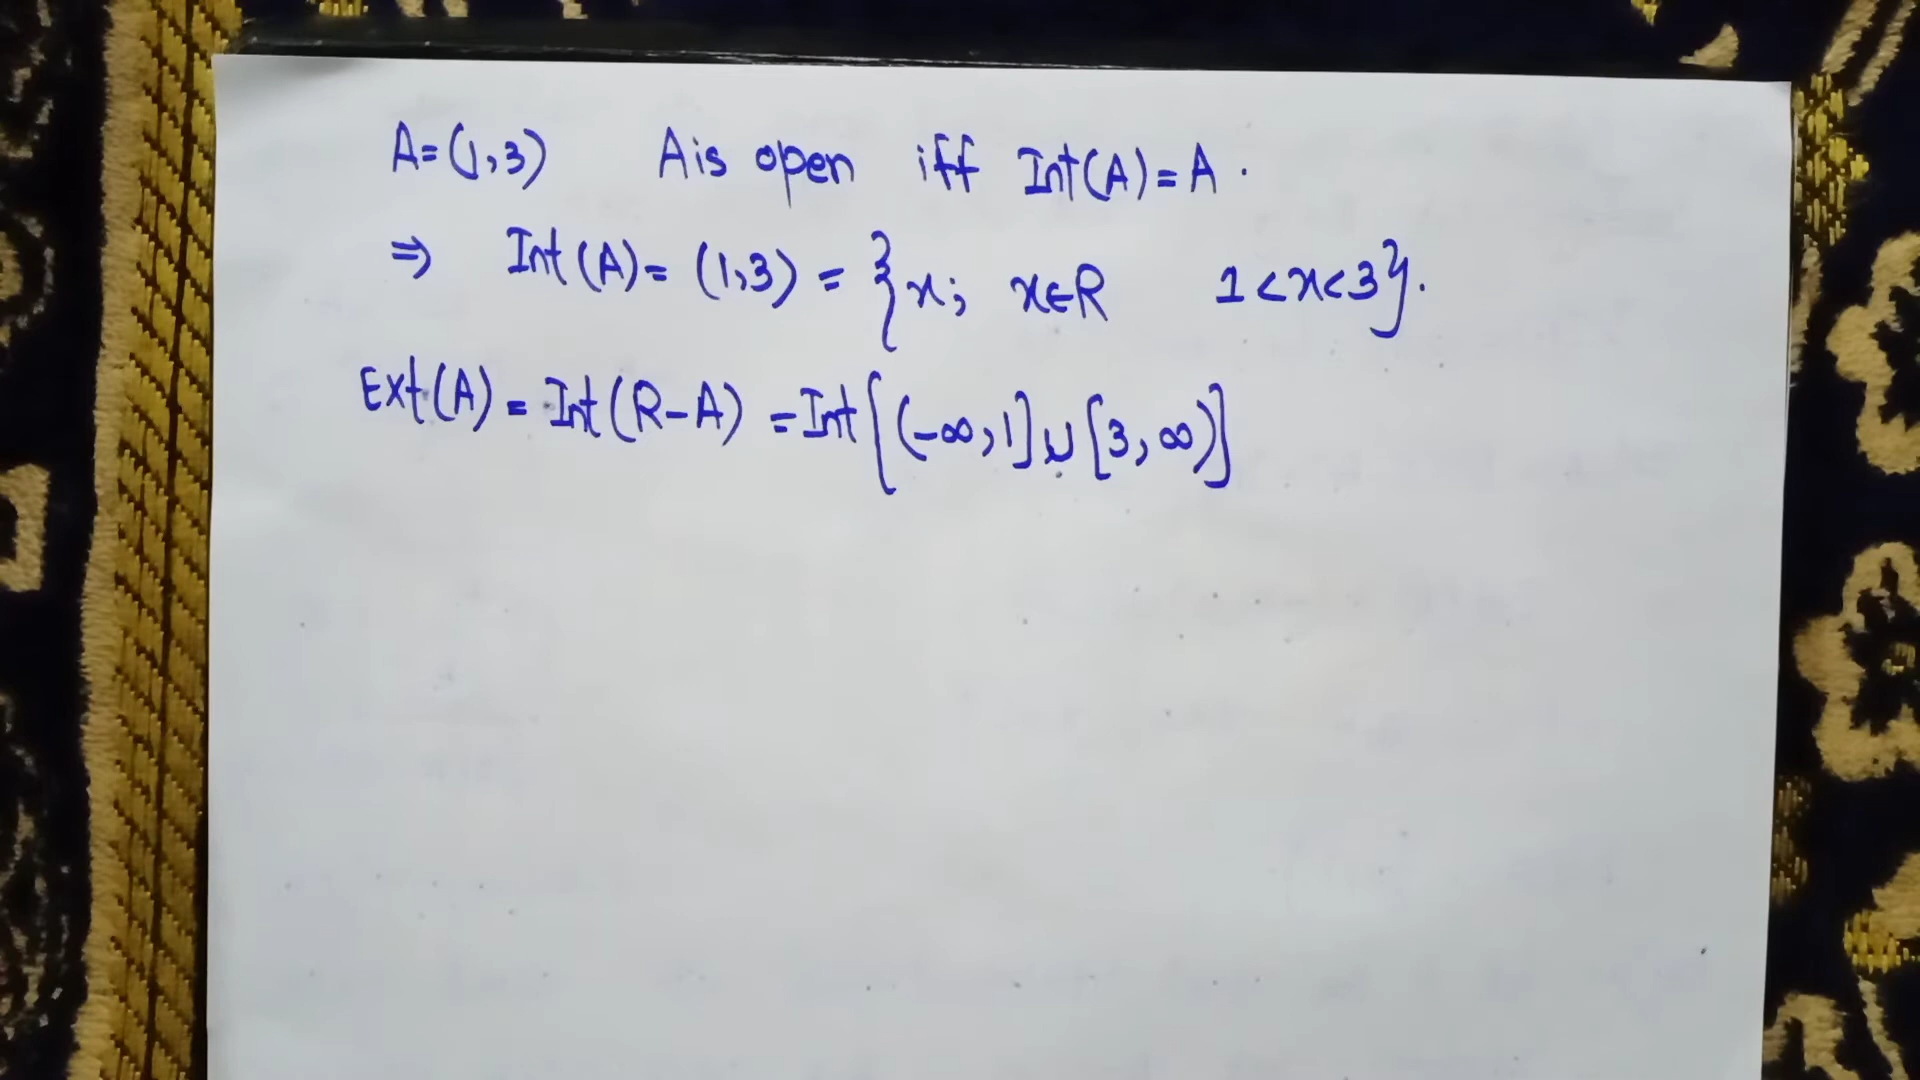 A=(1,3) A is open iff Int(A)=A.
⇒ Int(A)= (1,3) = {x; x∈R 1<x<3}.
Ext(A) = Int(R-A) =Int[(-∞,1]∪[3,∞)]